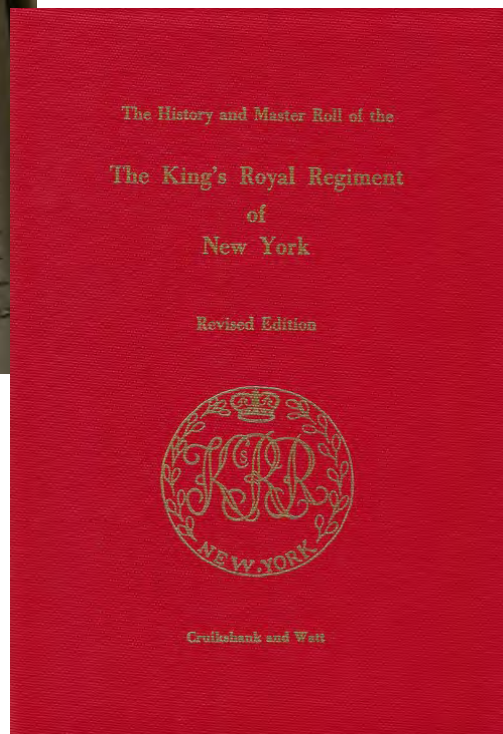 The History and Master Roll of the
The King's Royal Regiment
of
New York
Revised Edition
KsRR
NEW.YORK
Cruikshank and Watt